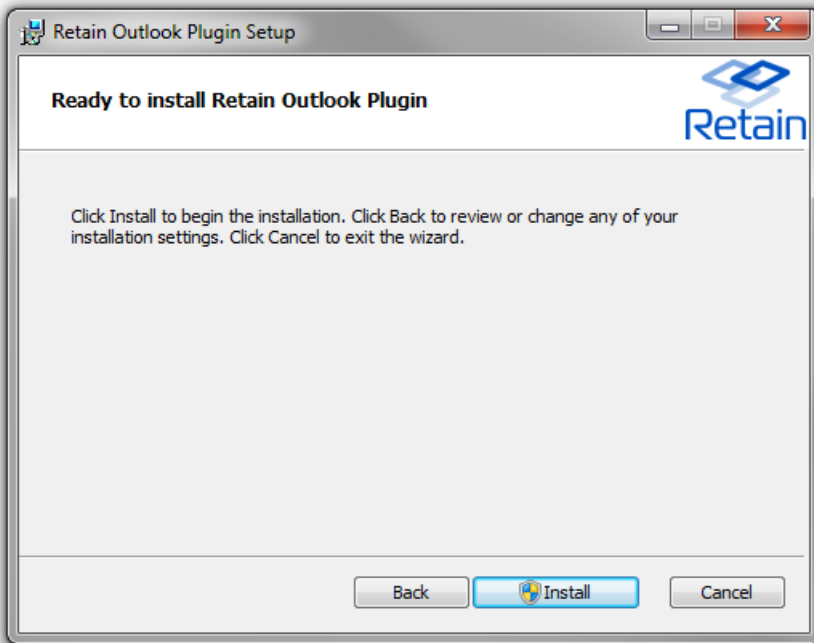 Retain Outlook Plugin Setup
Ready to install Retain Outlook Plugin
Retain
Click Install to begin the installation. Click Back to review or change any of your
installation settings. Click Cancel to exit the wizard.
Back
Install
Cancel